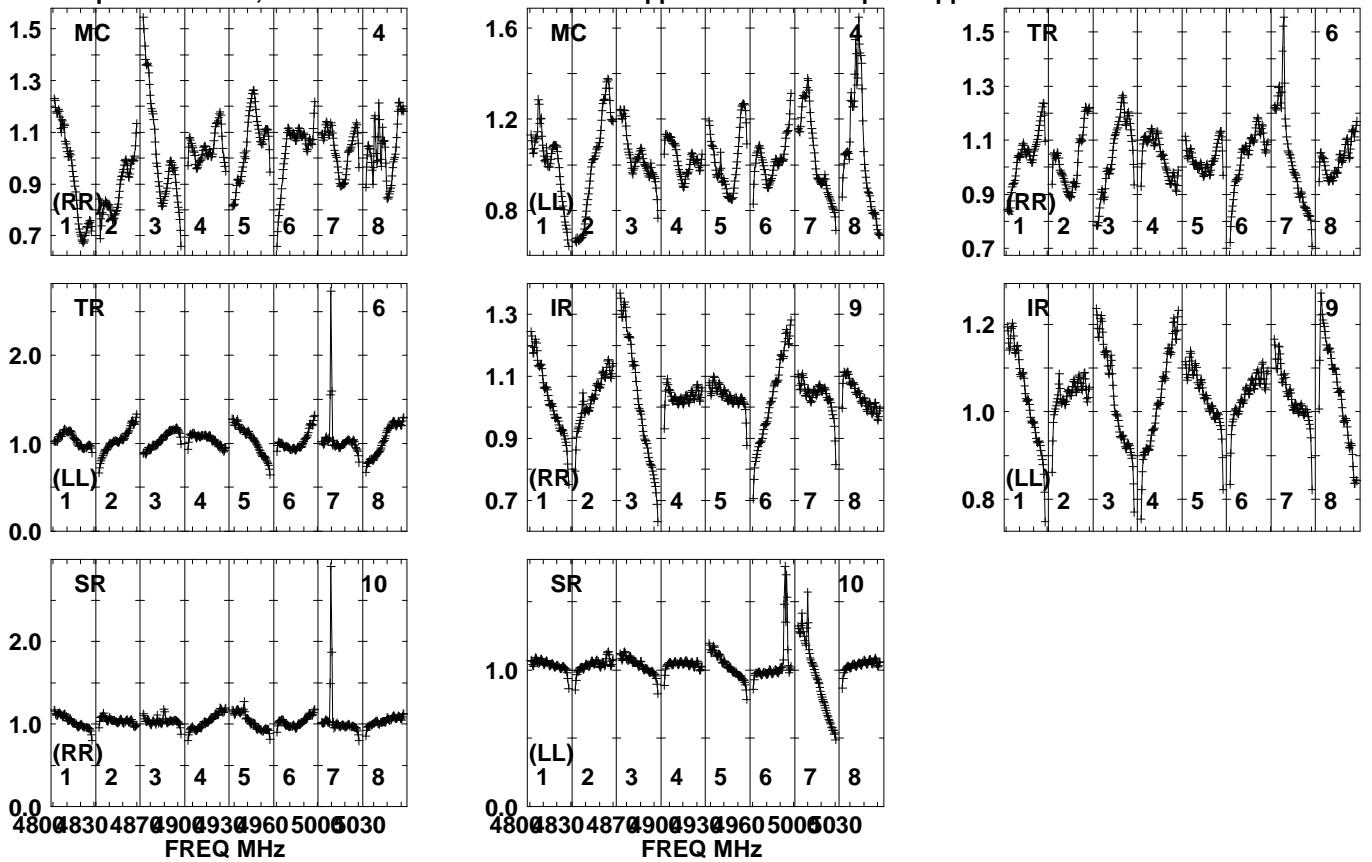 1.5 MC 4 1.6 MC 4 1.5 TR 6
1.3 1.3
1.1 1.2 1.1
0.9 0.9
(RR) 0.8 (LL) (RR)
0.7 1 2 3 4 5 6 7 8 1 2 3 4 5 6 7 8 0.7 1 2 3 4 5 6 7 8
TR 6 IR 9 IR 9
1.3 1.2
2.0
1.1
1.0 1.0
0.9
(LL) (RR) (LL)
1 2 3 4 5 6 7 8 0.7 1 2 3 4 5 6 7 8 0.8 1 2 3 4 5 6 7 8
0.0
SR 10 SR 10
2.0
1.0 1.0
(RR) (LL)
1 2 3 4 5 6 7 8 1 2 3 4 5 6 7 8
0.0 0.0
4800 4830 4870 4900 4930 4960 5000 5030 4800 4830 4870 4900 4930 4960 5000 5030
FREQ MHz FREQ MHz